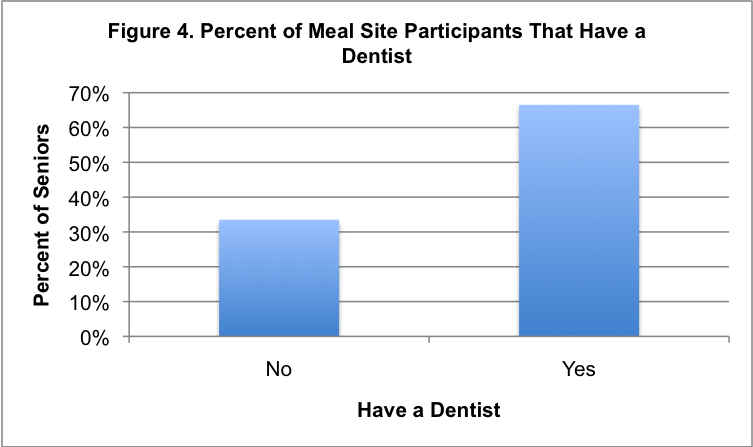 Figure 4. Percent of Meal Site Participants That Have a
Dentist
70%
60%
50%
40%
30%
20%
10%
0%
Percent of Seniors
No
Yes
Have a Dentist